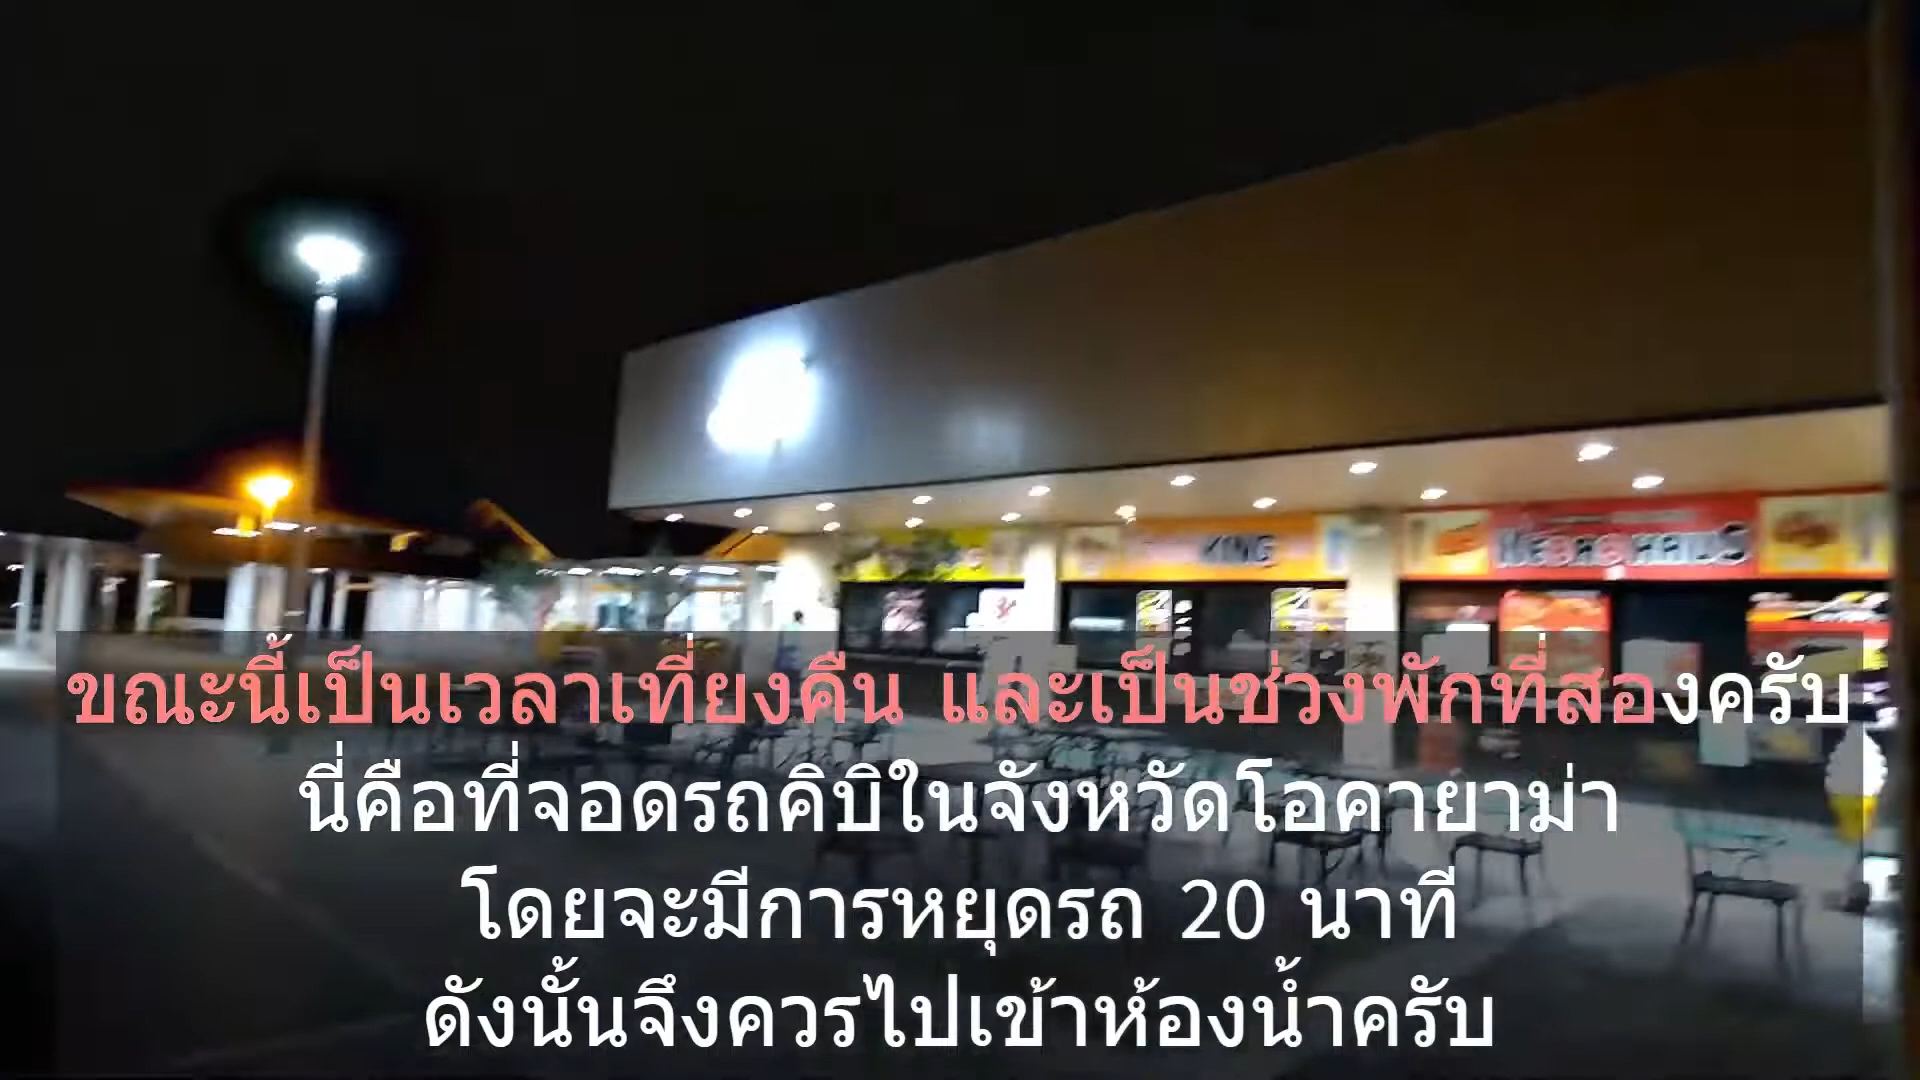 KING
ขณะนี้เป็นเวลาเที่ยงคืน และเป็นช่วงพักที่สองครับ
นี่คือที่จอดรถคิบิในจังหวัดโอคายาม่า
โดยจะมีการหยุดรถ 20 นาที
ดังนั้นจึงควรไปเข้าห้องน้ำครับ